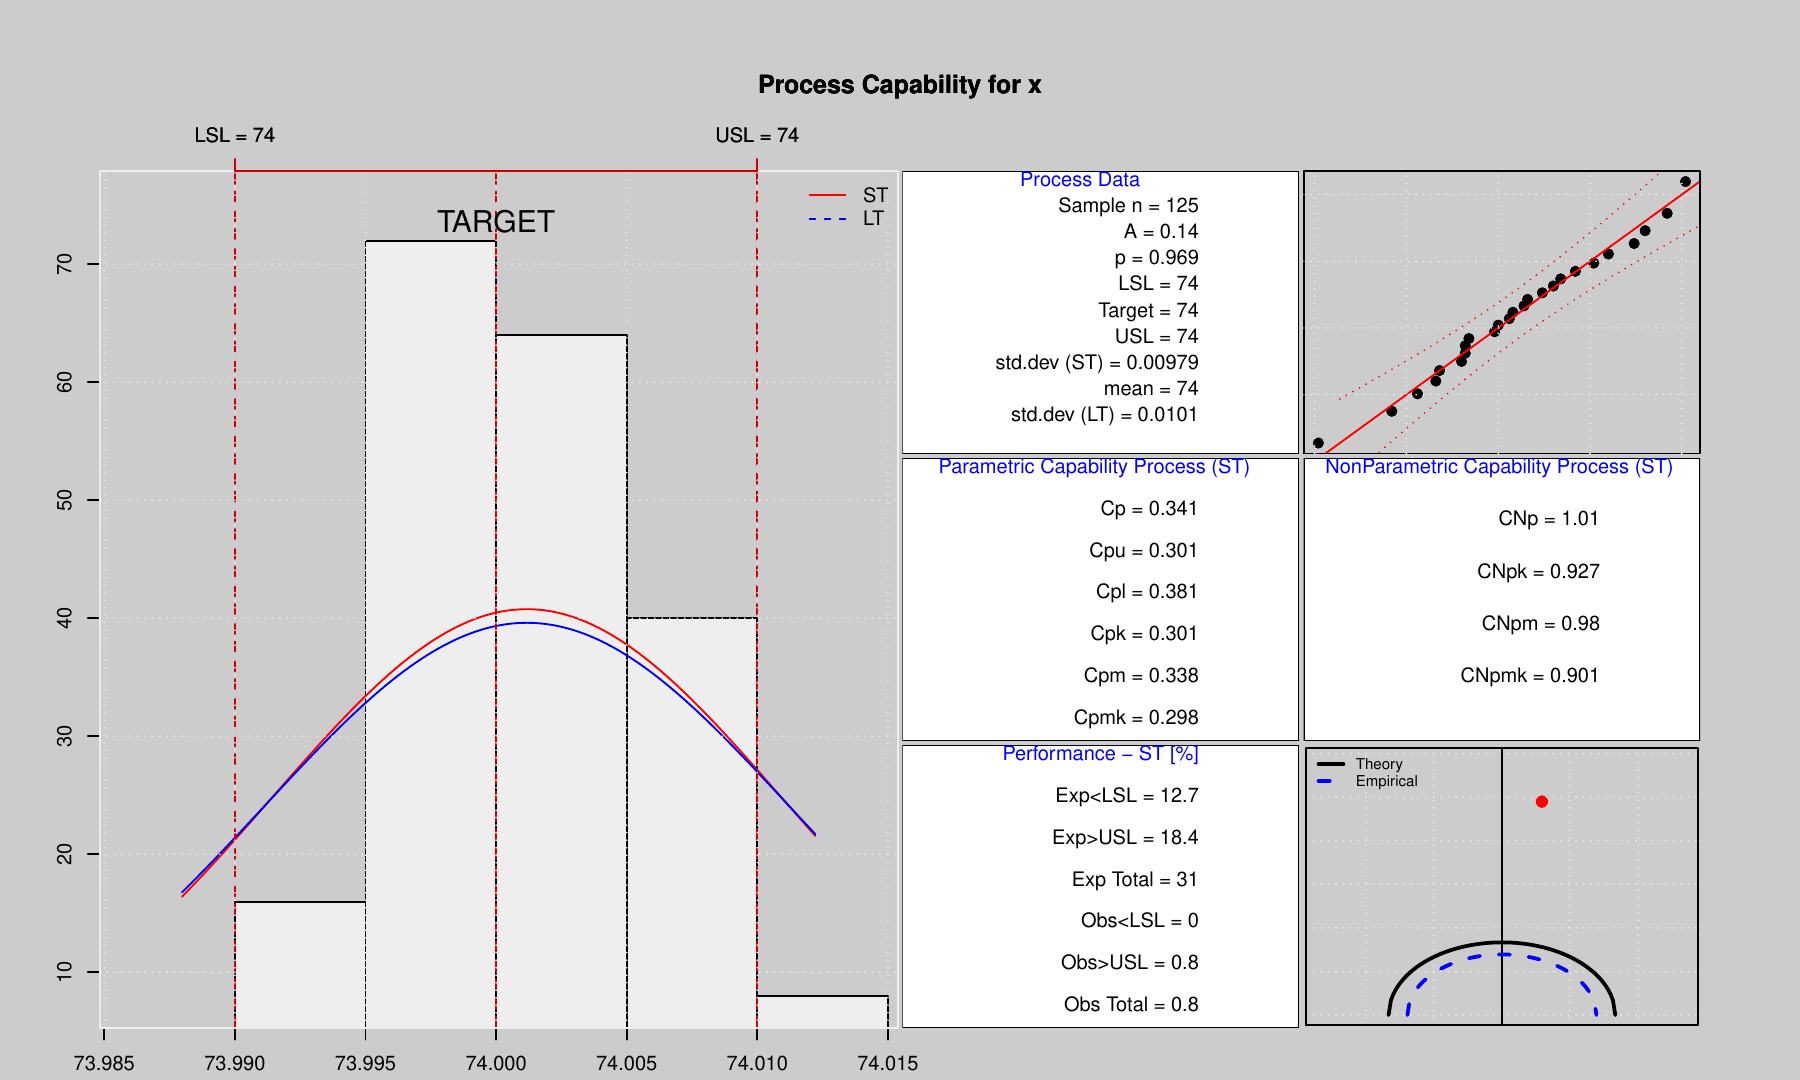 Process Capability for x
LSL = 74
USL = 74
TARGET
ST
LT
70
60
50
40
30
20
10
73.985
73.990
73.995
74.000
74.005
74.010
74.015
Process Data
Sample n = 125
A = 0.14
p = 0.969
LSL = 74
Target = 74
USL = 74
std.dev (ST) = 0.00979
mean = 74
std.dev (LT) = 0.0101
Parametric Capability Process (ST)
Cp = 0.341
Cpu = 0.301
Cpl = 0.381
Cpk = 0.301
Cpm = 0.338
Cpmk = 0.298
NonParametric Capability Process (ST)
CNp = 1.01
CNpk = 0.927
CNpm = 0.98
CNpmk = 0.901
Performance – ST [%]
Exp<LSL = 12.7
Exp>USL = 18.4
Exp Total = 31
Obs<LSL = 0
Obs>USL = 0.8
Obs Total = 0.8
Theory
Empirical